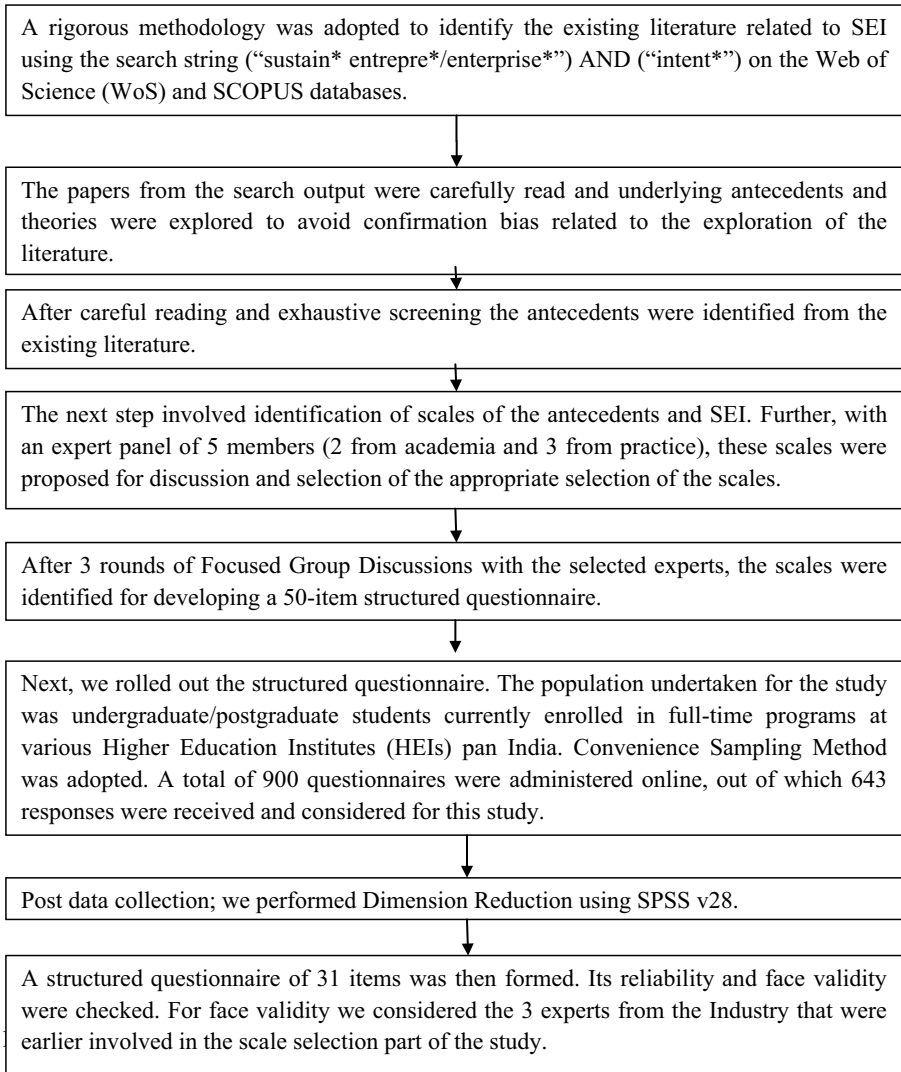 A rigorous methodology was adopted to identify the existing literature related to SEI
using the search string (“sustain* entrepre*/enterprise*”) AND (“intent*”) on the Web of
Science (WoS) and SCOPUS databases.
The papers from the search output were carefully read and underlying antecedents and
theories were explored to avoid confirmation bias related to the exploration of the
literature.
After careful reading and exhaustive screening the antecedents were identified from the
existing literature.
The next step involved identification of scales of the antecedents and SEI. Further, with
an expert panel of 5 members (2 from academia and 3 from practice), these scales were
proposed for discussion and selection of the appropriate selection of the scales.
After 3 rounds of Focused Group Discussions with the selected experts, the scales were
identified for developing a 50-item structured questionnaire.
Next, we rolled out the structured questionnaire. The population undertaken for the study
was undergraduate/postgraduate students currently enrolled in full-time programs at
various Higher Education Institutes (HEIs) pan India. Convenience Sampling Method
was adopted. A total of 900 questionnaires were administered online, out of which 643
responses were received and considered for this study.
Post data collection; we performed Dimension Reduction using SPSS v28.
A structured questionnaire of 31 items was then formed. Its reliability and face validity
were checked. For face validity we considered the 3 experts from the Industry that were
earlier involved in the scale selection part of the study.